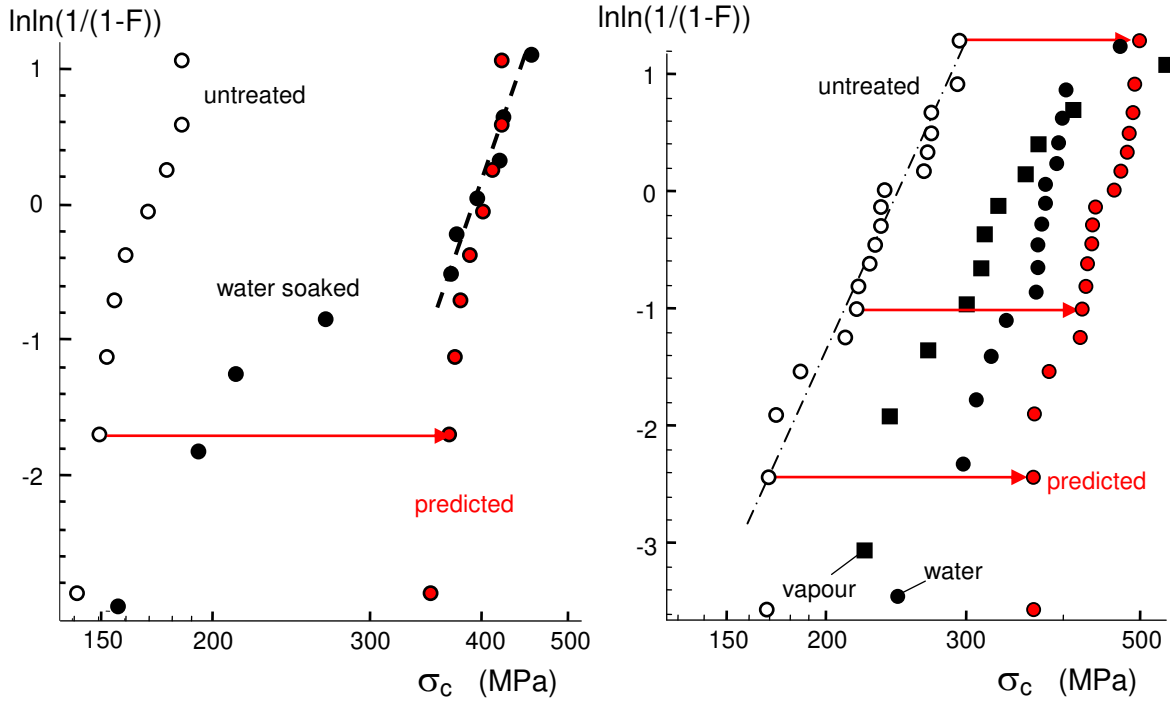 lnln(1/(1-F))
1
untreated
0
water soaked
-1
-2
predicted
150
200
300
400
500
σc (MPa)
lnln(1/(1-F))
1
untreated
0
-1
-2
predicted
-3
vapour
water
150
200
300
500
σc (MPa)